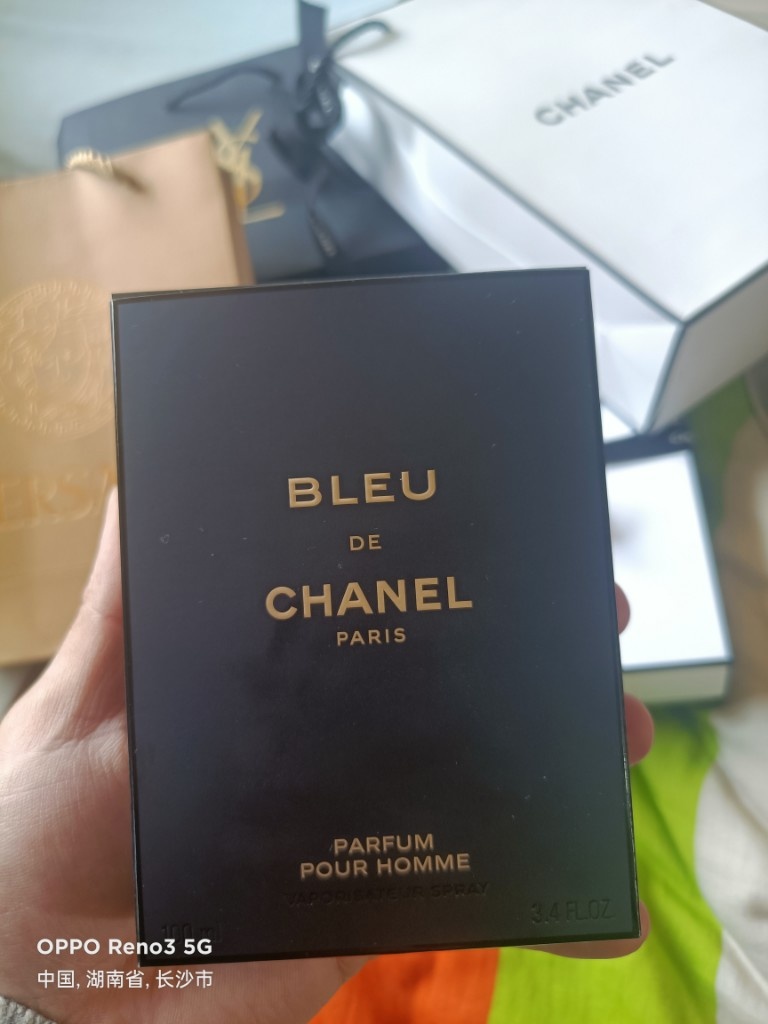 CHANEL
YSL
BLEU
DE
CHANEL
PARIS
PARFUM
POUR HOMME
VAPORISATEUR SPRAY
100 ml
3.4 FL.OZ.
OPPO Reno3 5G
中国, 湖南省, 长沙市